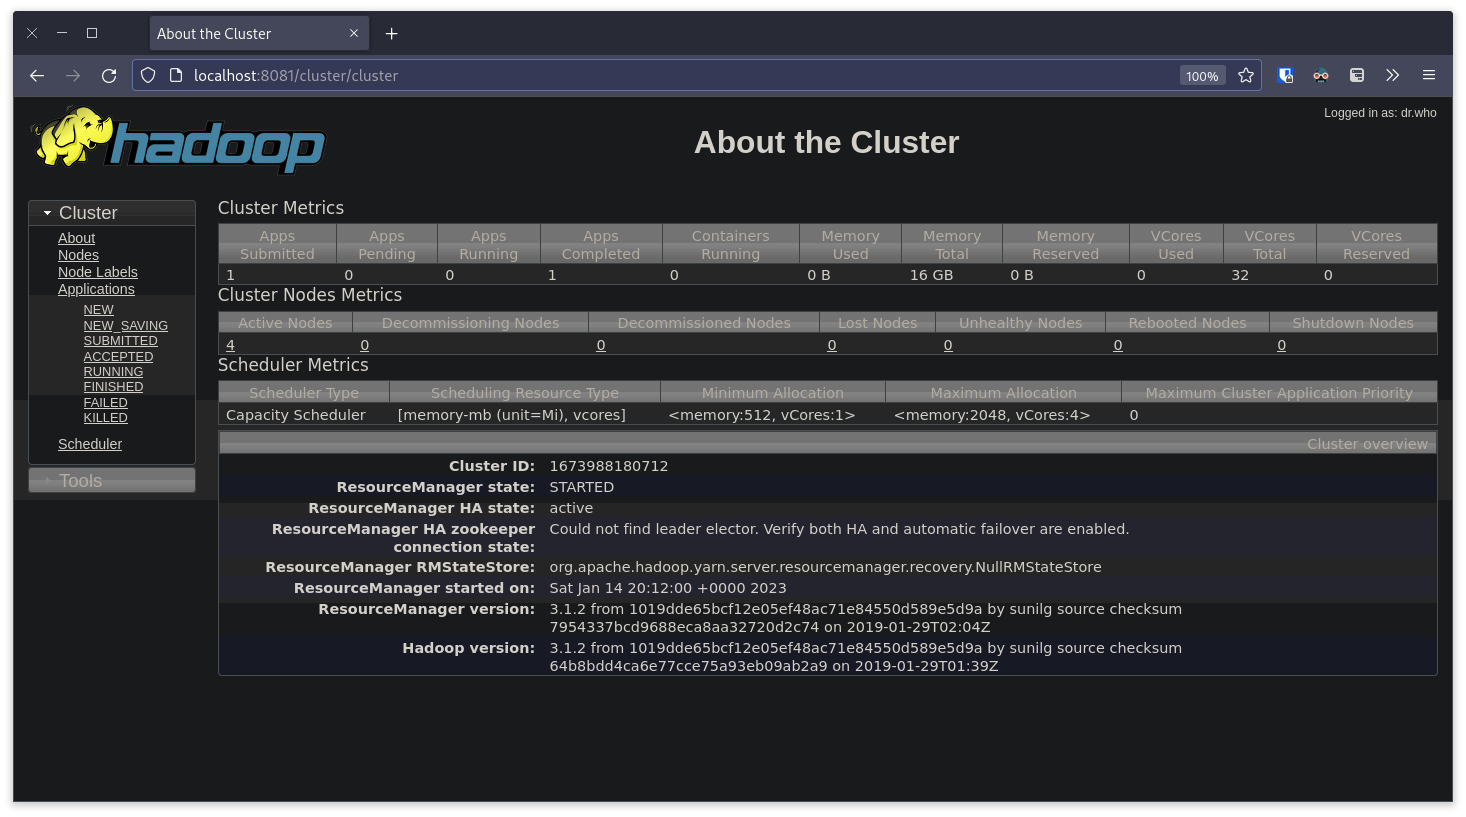 About the Cluster
localhost:8081/cluster/cluster
100%
hadoop
About the Cluster
Logged in as: dr.who
Cluster
About
Nodes
Node Labels
Applications
NEW
NEW_SAVING
SUBMITTED
ACCEPTED
RUNNING
FINISHED
FAILED
KILLED
Scheduler
Tools
Cluster Metrics
Apps Submitted Apps Pending Apps Running Apps Completed Containers Running Memory Used Memory Total Memory Reserved VCores Used VCores Total VCores Reserved
1 0 0 1 0 0 B 16 GB 0 B 0 32 0
Cluster Nodes Metrics
Active Nodes Decommissioning Nodes Decommissioned Nodes Lost Nodes Unhealthy Nodes Rebooted Nodes Shutdown Nodes
4 0 0 0 0 0 0
Scheduler Metrics
Scheduler Type Scheduling Resource Type Minimum Allocation Maximum Allocation Maximum Cluster Application Priority
Capacity Scheduler [memory-mb (unit=Mi), vcores] <memory:512, vCores:1> <memory:2048, vCores:4> 0
Cluster overview
Cluster ID: 1673988180712
ResourceManager state: STARTED
ResourceManager HA state: active
ResourceManager HA zookeeper connection state: Could not find leader elector. Verify both HA and automatic failover are enabled.
ResourceManager RMStateStore: org.apache.hadoop.yarn.server.resourcemanager.recovery.NullRMStateStore
ResourceManager started on: Sat Jan 14 20:12:00 +0000 2023
ResourceManager version: 3.1.2 from 1019dde65bcf12e05ef48ac71e84550d589e5d9a by sunilg source checksum
7954337bcd9688eca8aa32720d2c74 on 2019-01-29T02:04Z
Hadoop version: 3.1.2 from 1019dde65bcf12e05ef48ac71e84550d589e5d9a by sunilg source checksum
64b8bdd4ca6e77cce75a93eb09ab2a9 on 2019-01-29T01:39Z